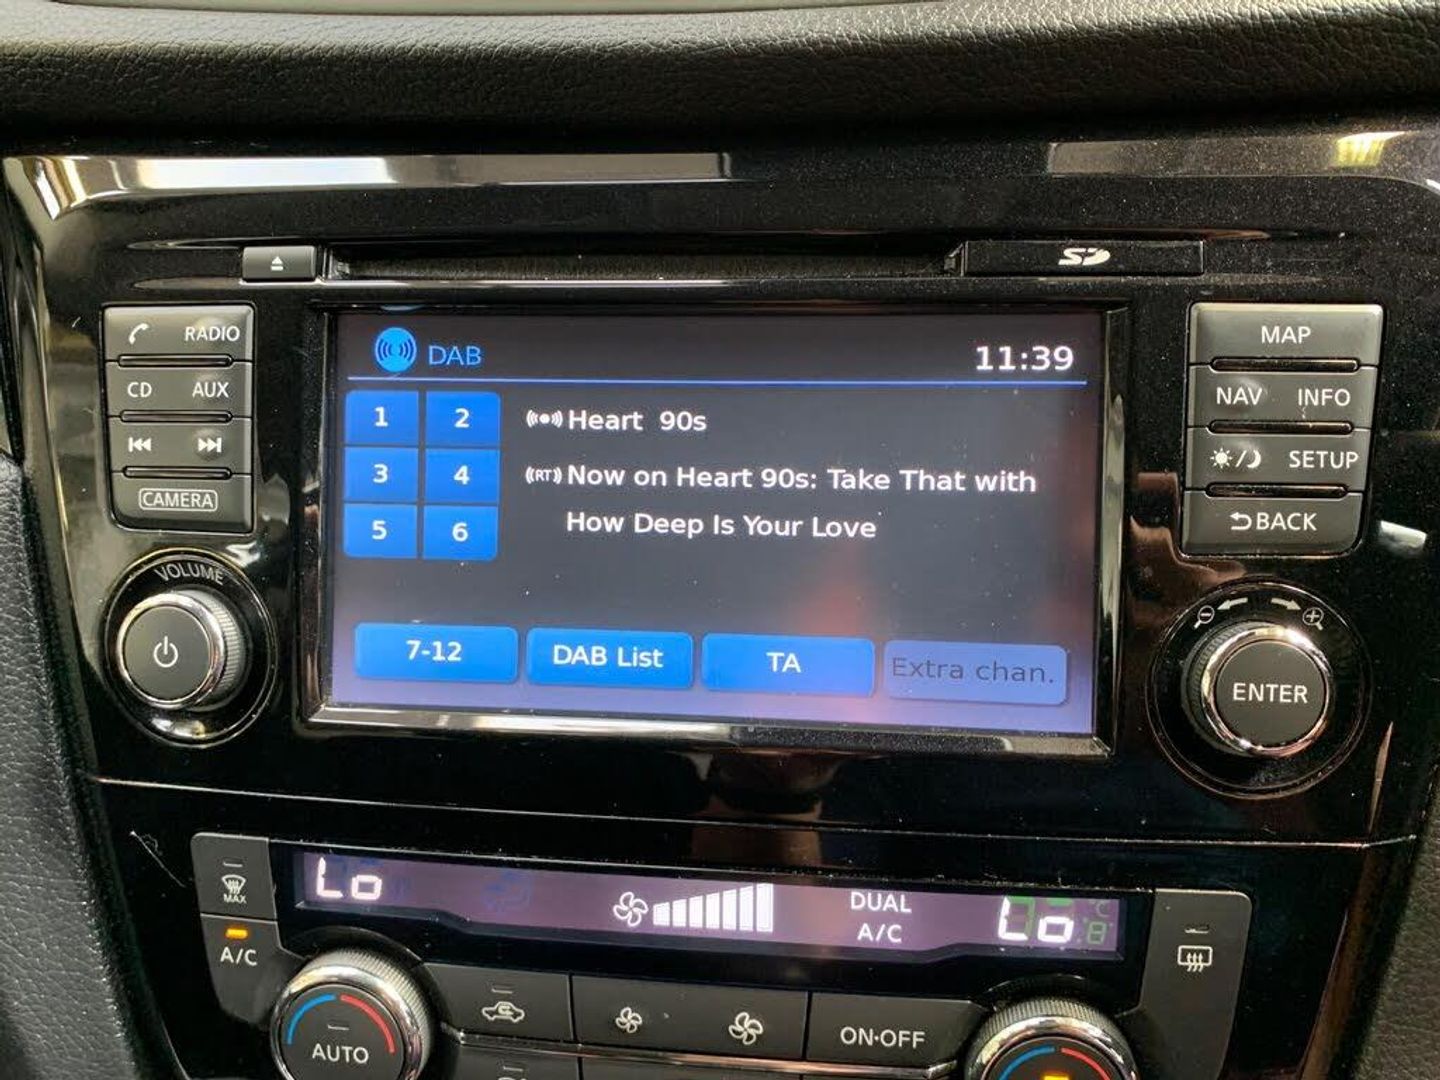 SD
RADIO
CD AUX
CAMERA
VOLUME
DAB 11:39
1 2
3 4
5 6
Heart 90s
RT Now on Heart 90s: Take That with
How Deep Is Your Love
7-12 DAB List TA Extra chan.
MAP
NAV INFO
SETUP
BACK
ENTER
MAX
A/C
Lo
DUAL
A/C
Lo
AUTO
ON·OFF